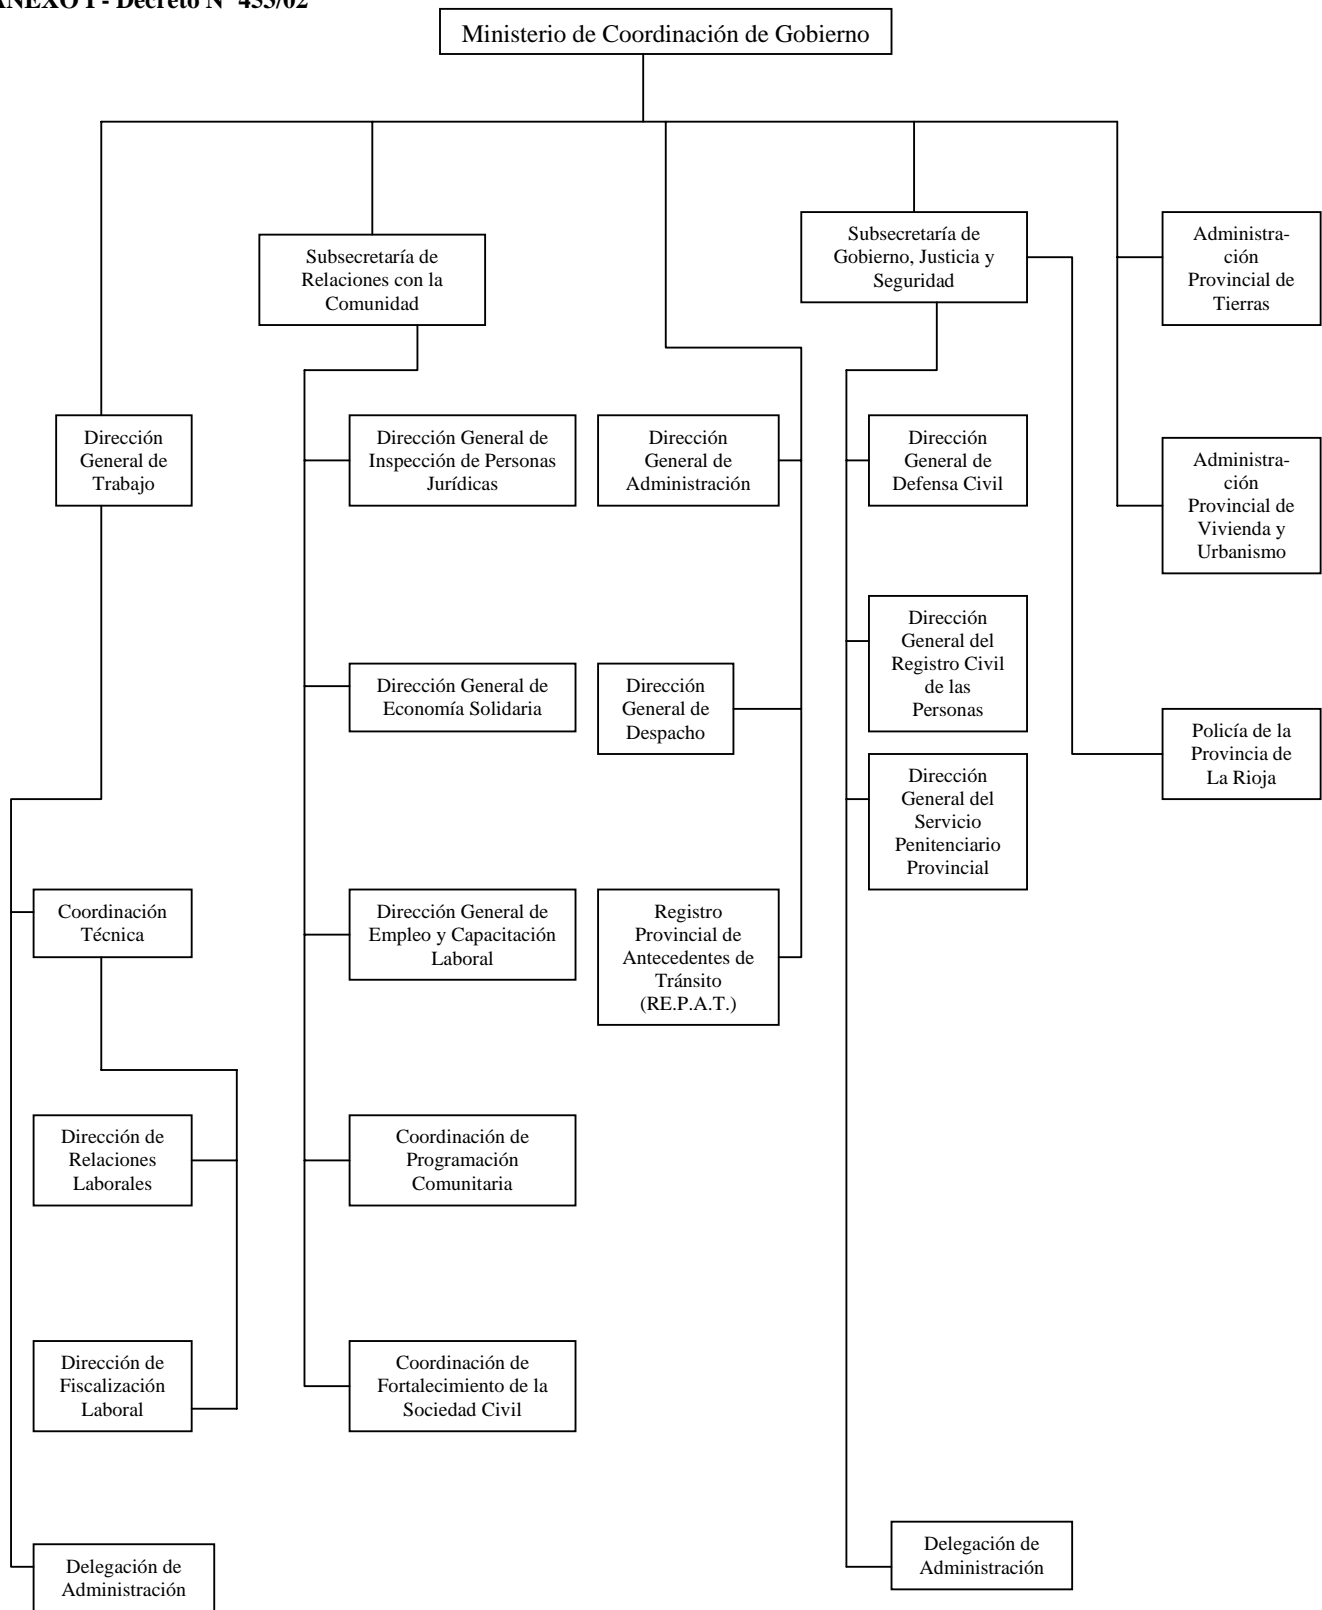 ANEXO I - Decreto N° 455/02
Ministerio de Coordinación de Gobierno
Subsecretaría de
Relaciones con la
Comunidad
Subsecretaría de
Gobierno, Justicia y
Seguridad
Administra-
ción
Provincial de
Tierras
Dirección
General de
Trabajo
Dirección General de
Inspección de Personas
Jurídicas
Dirección
General de
Administración
Dirección
General de
Defensa Civil
Administra-
ción
Provincial de
Vivienda y
Urbanismo
Dirección General de
Economía Solidaria
Dirección
General de
Despacho
Dirección
General del
Registro Civil
de las
Personas
Policía de la
Provincia de
La Rioja
Dirección
General del
Servicio
Penitenciario
Provincial
Coordinación
Técnica
Dirección General de
Empleo y Capacitación
Laboral
Registro
Provincial de
Antecedentes de
Tránsito
(RE.P.A.T.)
Dirección de
Relaciones
Laborales
Coordinación de
Programación
Comunitaria
Dirección de
Fiscalización
Laboral
Coordinación de
Fortalecimiento de la
Sociedad Civil
Delegación de
Administración
Delegación de
Administración